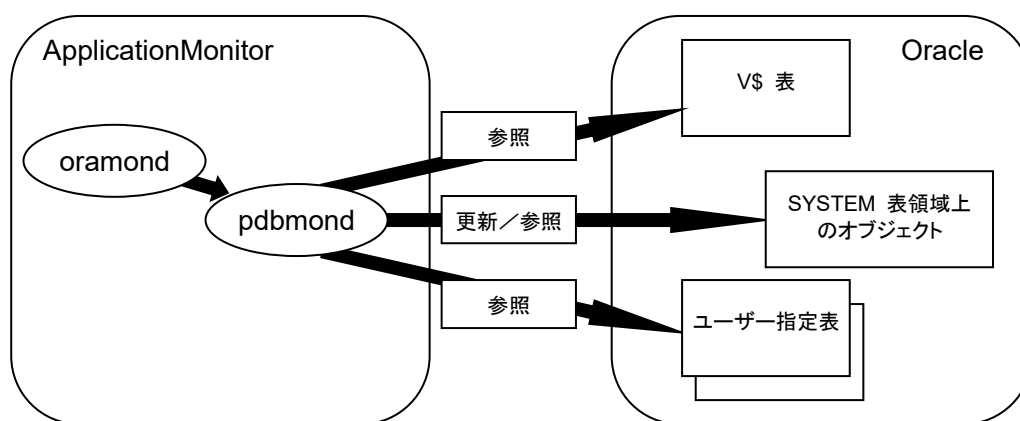 ApplicationMonitor
Oracle
V$ 表
参照
oramond
pdbmond
更新／参照
SYSTEM 表領域上
のオブジェクト
参照
ユーザー指定表